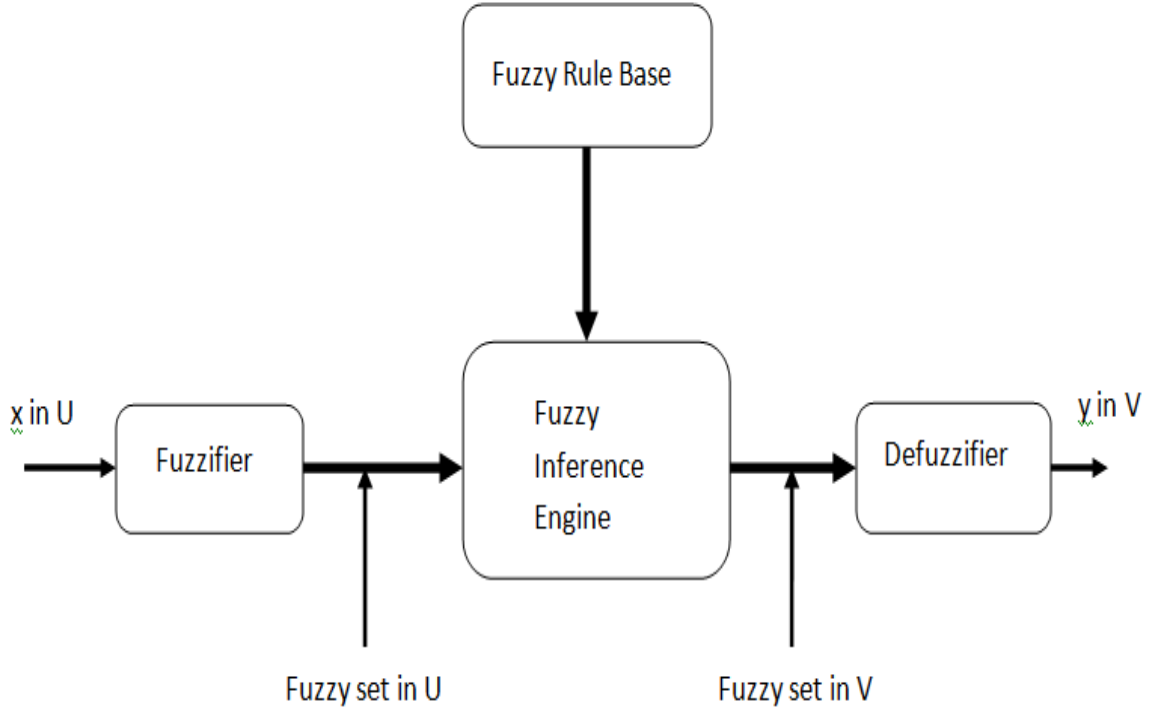 Fuzzy Rule Base
x in U
Fuzzifier
Fuzzy
Inference
Engine
Defuzzifier
y in V
Fuzzy set in U
Fuzzy set in V